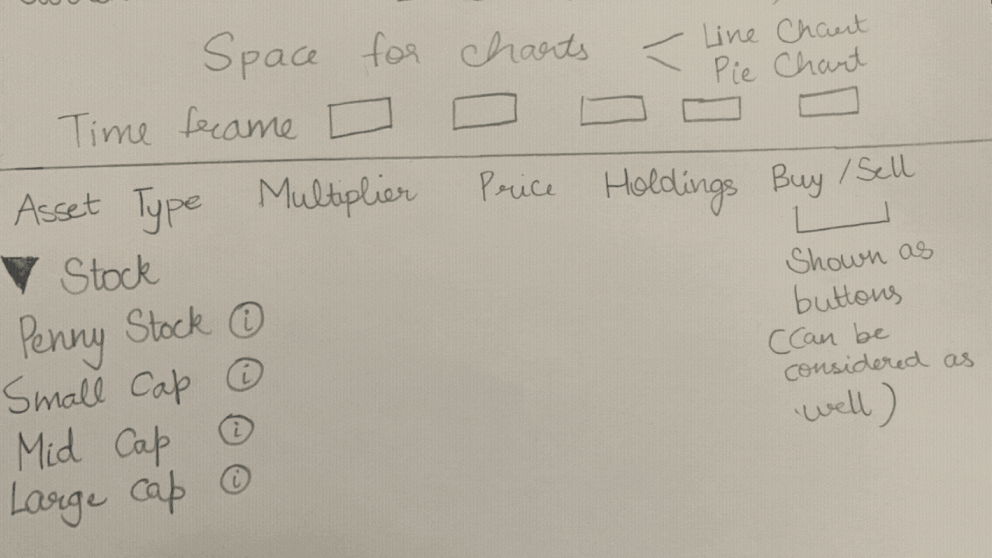 Space for charts < Line Chart
Pie Chart
Time frame
Asset Type Multiplier Price Holdings Buy / Sell
▼ Stock
Shown as
buttons
(Can be
considered as
well)
Penny Stock i
Small Cap i
Mid Cap i
Large cap i